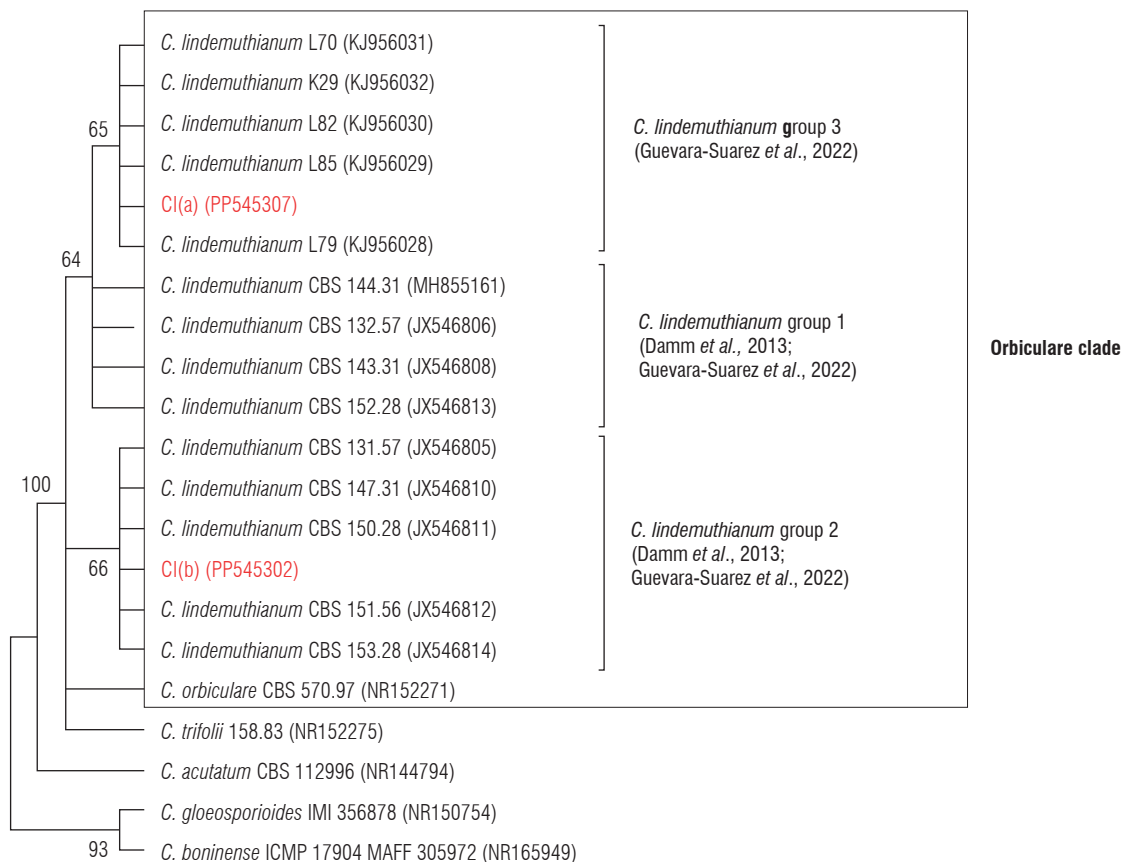 C. lindemuthianum L70 (KJ956031)
C. lindemuthianum K29 (KJ956032)
65
C. lindemuthianum L82 (KJ956030)
C. lindemuthianum group 3
(Guevara-Suarez et al., 2022)
C. lindemuthianum L85 (KJ956029)
Cl(a) (PP545307)
C. lindemuthianum L79 (KJ956028)
64
C. lindemuthianum CBS 144.31 (MH855161)
C. lindemuthianum CBS 132.57 (JX546806)
C. lindemuthianum group 1
(Damm et al., 2013;
Guevara-Suarez et al., 2022)
Orbiculare clade
C. lindemuthianum CBS 143.31 (JX546808)
C. lindemuthianum CBS 152.28 (JX546813)
C. lindemuthianum CBS 131.57 (JX546805)
100
C. lindemuthianum CBS 147.31 (JX546810)
C. lindemuthianum CBS 150.28 (JX546811)
C. lindemuthianum group 2
(Damm et al., 2013;
Guevara-Suarez et al., 2022)
66
Cl(b) (PP545302)
C. lindemuthianum CBS 151.56 (JX546812)
C. lindemuthianum CBS 153.28 (JX546814)
C. orbiculare CBS 570.97 (NR152271)
C. trifolii 158.83 (NR152275)
C. acutatum CBS 112996 (NR144794)
C. gloeosporioides IMI 356878 (NR150754)
93
C. boninense ICMP 17904 MAFF 305972 (NR165949)